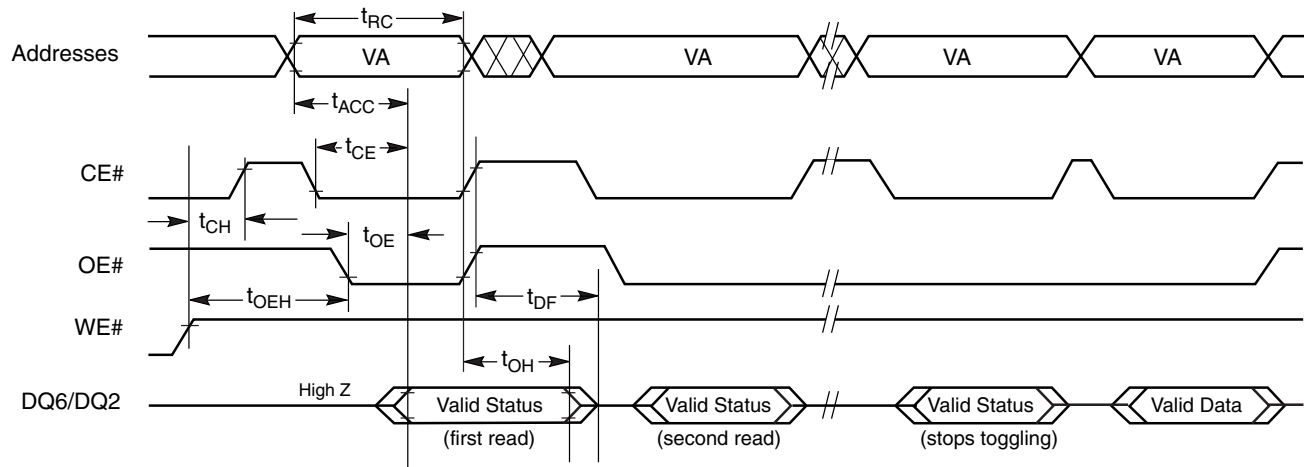 tRC
Addresses VA VA VA VA
tACC
tCE
CE#
tCH
tOE
OE#
tOEH tDF
WE#
tOH
High Z
DQ6/DQ2 Valid Status Valid Status Valid Status Valid Data
(first read) (second read) (stops toggling)